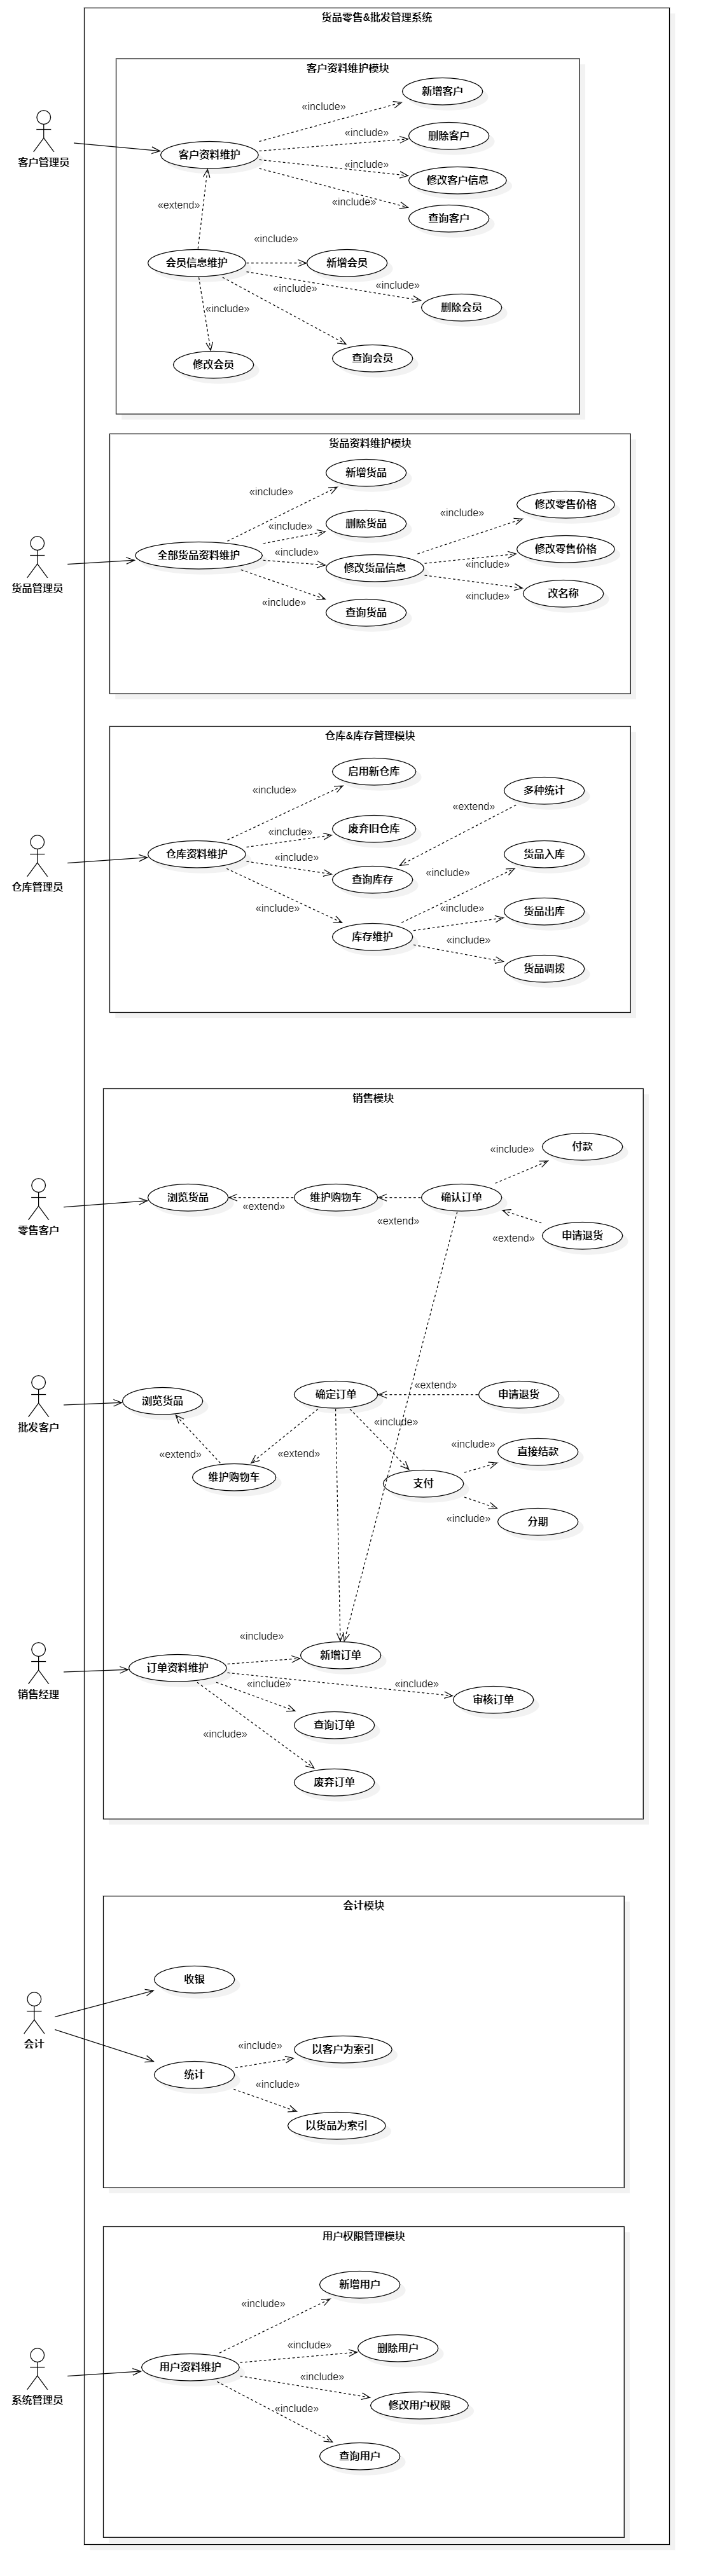 货品零售&批发管理系统
客户资料维护模块
新增客户
«include»
客户管理员
客户资料维护
«include»
删除客户
«include»
修改客户信息
«include»
查询客户
«extend»
«include»
会员信息维护
新增会员
«include»
«include»
删除会员
«include»
修改会员
查询会员
货品资料维护模块
新增货品
«include»
修改零售价格
«include»
删除货品
«include»
货品管理员
全部货品资料维护
«include»
修改货品信息
修改零售价格
«include»
改名称
«include»
«include»
查询货品
仓库&库存管理模块
启用新仓库
«include»
多种统计
«extend»
废弃旧仓库
«include»
仓库管理员
仓库资料维护
«include»
货品入库
查询库存
«include»
«include»
«include»
货品出库
库存维护
«include»
货品调拨
销售模块
付款
«include»
零售客户
浏览货品
维护购物车
确认订单
«extend»
«extend»
«extend»
申请退货
批发客户
浏览货品
确定订单
«extend»
申请退货
«include»
«extend»
«extend»
«include»
直接结款
维护购物车
支付
«include»
分期
销售经理
订单资料维护
«include»
新增订单
«include»
«include»
审核订单
查询订单
«include»
废弃订单
会计模块
收银
会计
«include»
以客户为索引
统计
«include»
以货品为索引
用户权限管理模块
新增用户
«include»
«include»
删除用户
系统管理员
用户资料维护
«include»
修改用户权限
«include»
查询用户